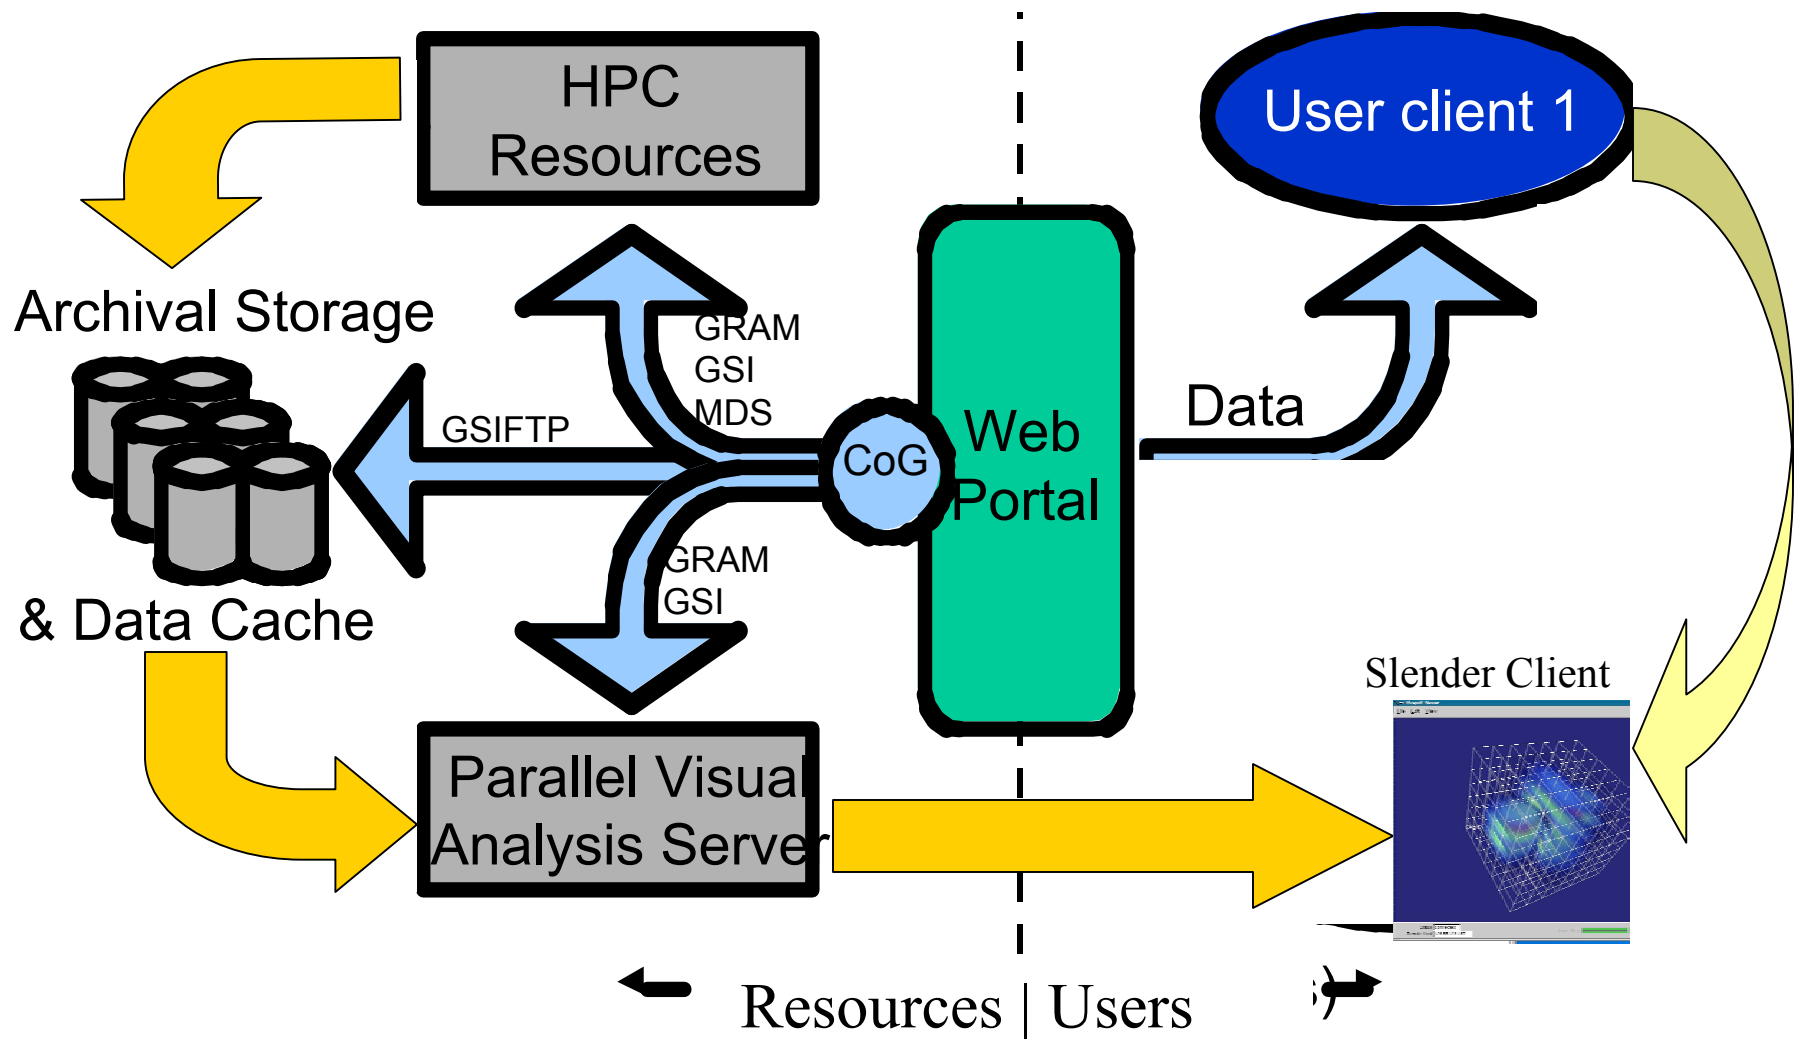 HPC
Resources
User client 1
Archival Storage
GRAM
GSI
MDS
GSIFTP
CoG
Web
Portal
Data
GRAM
GSI
& Data Cache
Slender Client
Parallel Visual
Analysis Server
Resources | Users